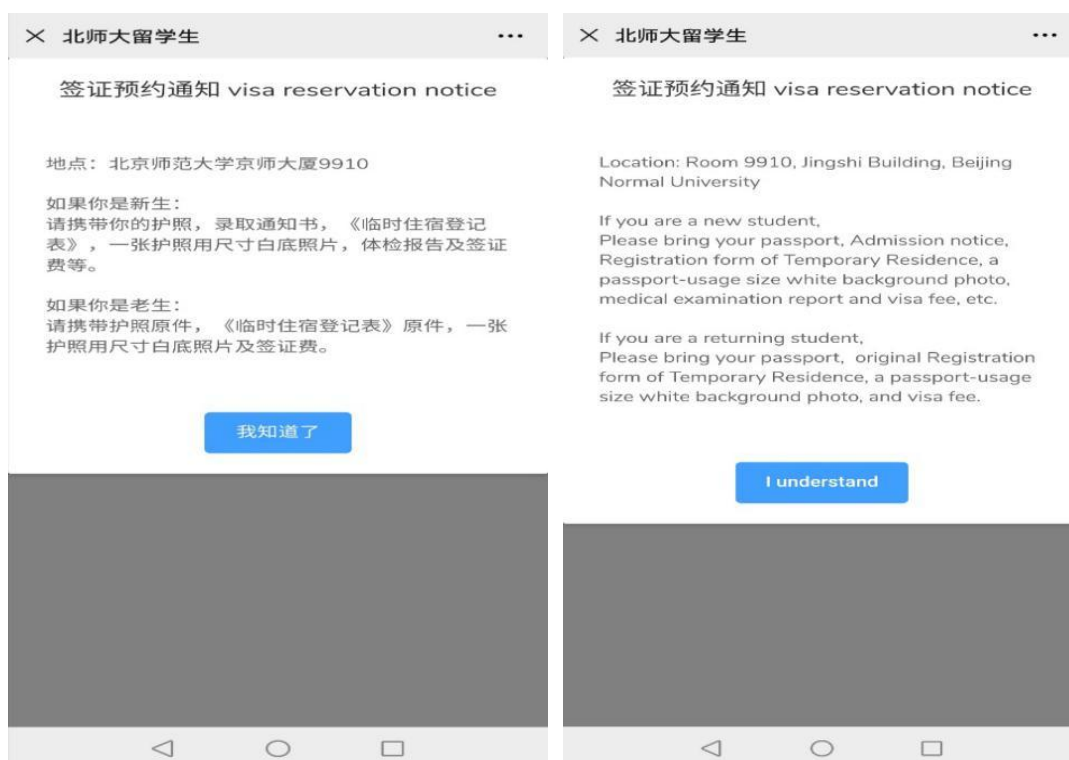 北师大留学生
签证预约通知 visa reservation notice
地点：北京师范大学京师大厦9910
如果你是新生：
请携带你的护照，录取通知书，《临时住宿登记
表》，一张护照用尺寸白底照片，体检报告及签证
费等。
如果你是老生：
请携带护照原件，《临时住宿登记表》原件，一张
护照用尺寸白底照片及签证费。
我知道了
北师大留学生
签证预约通知 visa reservation notice
Location: Room 9910, Jingshi Building, Beijing
Normal University
If you are a new student,
Please bring your passport, Admission notice,
Registration form of Temporary Residence, a
passport-usage size white background photo,
medical examination report and visa fee, etc.
If you are a returning student,
Please bring your passport, original Registration
form of Temporary Residence, a passport-usage
size white background photo, and visa fee.
I understand